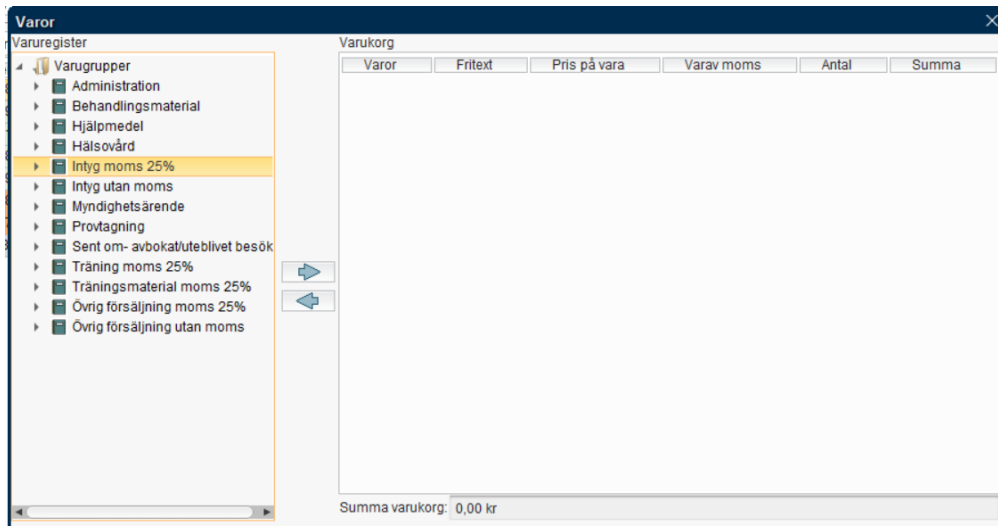 Varor
Varuregister
Varugrupper
Administration
Behandlingsmaterial
Hjälpmedel
Hälsovård
Intyg moms 25%
Intyg utan moms
Myndighetsärende
Provtagning
Sent om- avbokat/uteblivet besök
Träning moms 25%
Träningsmaterial moms 25%
Övrig försäljning moms 25%
Övrig försäljning utan moms
Varukorg
Varor Fritext Pris på vara Varav moms Antal Summa
Summa varukorg: 0,00 kr